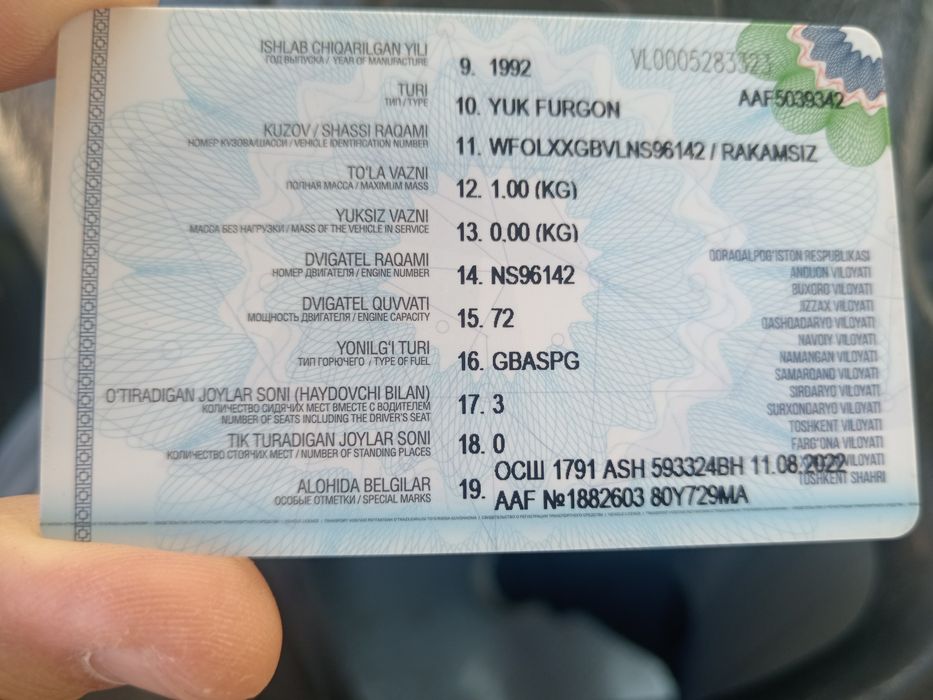 ISHLAB CHIQARILGAN YILI
ГОД ВЫПУСКА / YEAR OF MANUFACTURE
9. 1992
VL0005283323
TURI
ТИП / TYPE
10. YUK FURGON
AAF5039342
KUZOV / SHASSI RAQAMI
НОМЕР КУЗОВА/ШАССИ / VEHICLE IDENTIFICATION NUMBER
11. WFOLXXGBVLNS96142 / RAKAMSIZ
TO'LA VAZNI
ПОЛНАЯ МАССА / MAXIMUM MASS
12. 1.00 (KG)
YUKSIZ VAZNI
МАССА БЕЗ НАГРУЗКИ / MASS OF THE VEHICLE IN SERVICE
13. 0.00 (KG)
DVIGATEL RAQAMI
НОМЕР ДВИГАТЕЛЯ / ENGINE NUMBER
14. NS96142
DVIGATEL QUVVATI
МОЩНОСТЬ ДВИГАТЕЛЯ / ENGINE CAPACITY
15. 72
YONILG'I TURI
ТИП ГОРЮЧЕГО / TYPE OF FUEL
16. GBASPG
O'TIRADIGAN JOYLAR SONI (HAYDOVCHI BILAN)
КОЛИЧЕСТВО СИДЯЧИХ МЕСТ ВМЕСТЕ С ВОДИТЕЛЕМ
NUMBER OF SEATS INCLUDING THE DRIVER'S SEAT
17. 3
TIK TURADIGAN JOYLAR SONI
КОЛИЧЕСТВО СТОЯЧИХ МЕСТ / NUMBER OF STANDING PLACES
18. 0
ALOHIDA BELGILAR
ОСОБЫЕ ОТМЕТКИ / SPECIAL MARKS
19. ОСШ 1791 ASH 593324BH 11.08.2022
AAF №1882603 80Y729MA
QORAQALPOG'ISTON RESPUBLIKASI
ANDIJON VILOYATI
BUXORO VILOYATI
JIZZAX VILOYATI
QASHQADARYO VILOYATI
NAVOIY VILOYATI
NAMANGAN VILOYATI
SAMARQAND VILOYATI
SIRDARYO VILOYATI
SURXONDARYO VILOYATI
TOSHKENT VILOYATI
FARG'ONA VILOYATI
VILOYATI
TOSHKENT SHAHRI